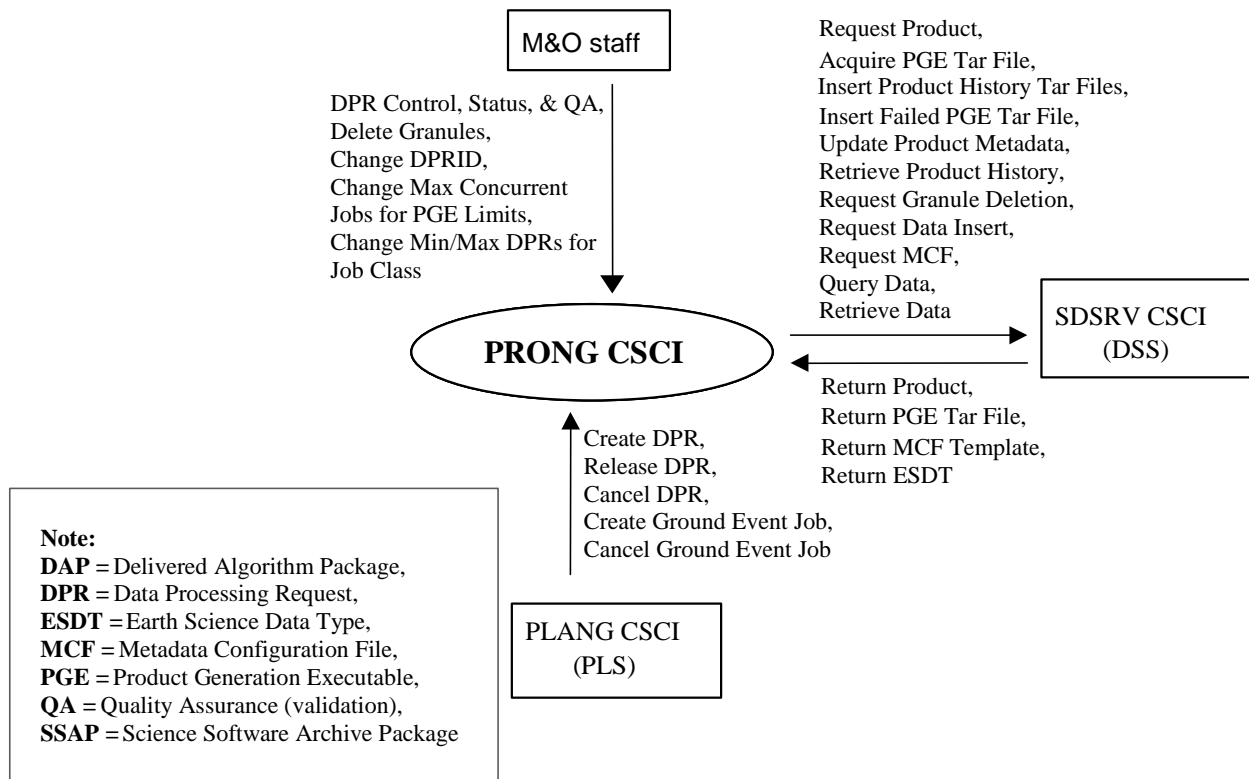 M&O staff
DPR Control, Status, & QA,
Delete Granules,
Change DPRID,
Change Max Concurrent
Jobs for PGE Limits,
Change Min/Max DPRs for
Job Class
Request Product,
Acquire PGE Tar File,
Insert Product History Tar Files,
Insert Failed PGE Tar File,
Update Product Metadata,
Retrieve Product History,
Request Granule Deletion,
Request Data Insert,
Request MCF,
Query Data,
Retrieve Data
PRONG CSCI
SDSRV CSCI
(DSS)
Return Product,
Return PGE Tar File,
Return MCF Template,
Return ESDT
Create DPR,
Release DPR,
Cancel DPR,
Create Ground Event Job,
Cancel Ground Event Job
PLANG CSCI
(PLS)
Note:
DAP = Delivered Algorithm Package,
DPR = Data Processing Request,
ESDT = Earth Science Data Type,
MCF = Metadata Configuration File,
PGE = Product Generation Executable,
QA = Quality Assurance (validation),
SSAP = Science Software Archive Package